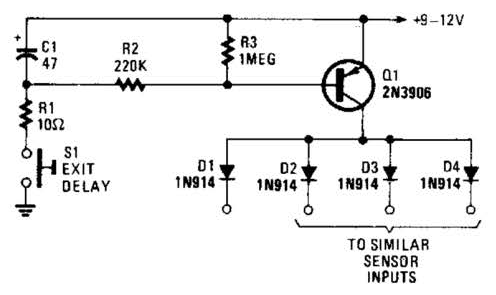 +9–12V
+
C1
47
R2
220K
R3
1MEG
Q1
2N3906
R1
10Ω
S1
EXIT
DELAY
D1
1N914
D2
1N914
D3
1N914
D4
1N914
TO SIMILAR
SENSOR
INPUTS